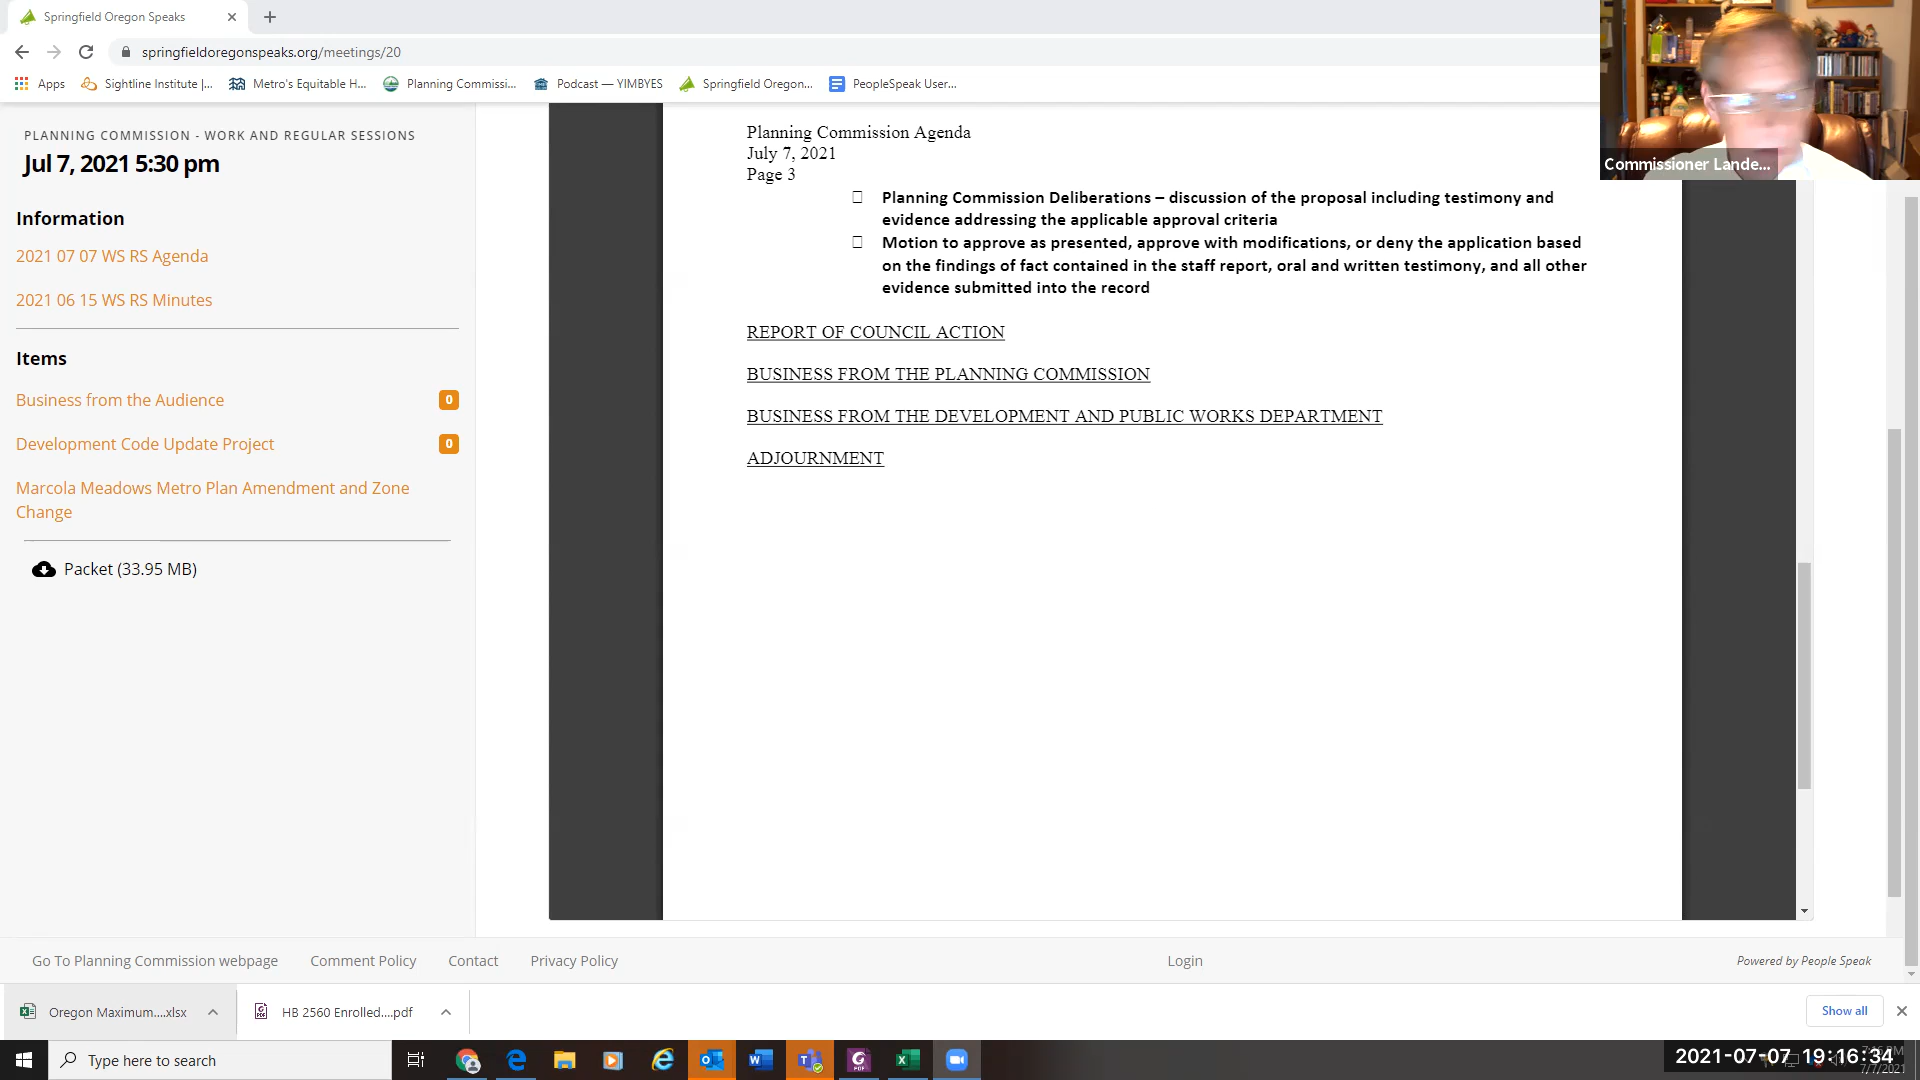 Springfield Oregon Speaks
springfieldoregonspeaks.org/meetings/20
Apps
Sightline Institute |...
Metro's Equitable H...
Planning Commissi...
Podcast — YIMBYES
Springfield Oregon...
PeopleSpeak User...
Commissioner Lande...
PLANNING COMMISSION - WORK AND REGULAR SESSIONS
Jul 7, 2021 5:30 pm
Information
2021 07 07 WS RS Agenda
2021 06 15 WS RS Minutes
Items
Business from the Audience
0
Development Code Update Project
0
Marcola Meadows Metro Plan Amendment and Zone
Change
Packet (33.95 MB)
Planning Commission Agenda
July 7, 2021
Page 3
Planning Commission Deliberations – discussion of the proposal including testimony and
evidence addressing the applicable approval criteria
Motion to approve as presented, approve with modifications, or deny the application based
on the findings of fact contained in the staff report, oral and written testimony, and all other
evidence submitted into the record
REPORT OF COUNCIL ACTION
BUSINESS FROM THE PLANNING COMMISSION
BUSINESS FROM THE DEVELOPMENT AND PUBLIC WORKS DEPARTMENT
ADJOURNMENT
Go To Planning Commission webpage
Comment Policy
Contact
Privacy Policy
Login
Powered by People Speak
Oregon Maximum....xlsx
HB 2560 Enrolled....pdf
Show all
Type here to search
2021-07-07 19:16:34
7/7/2021